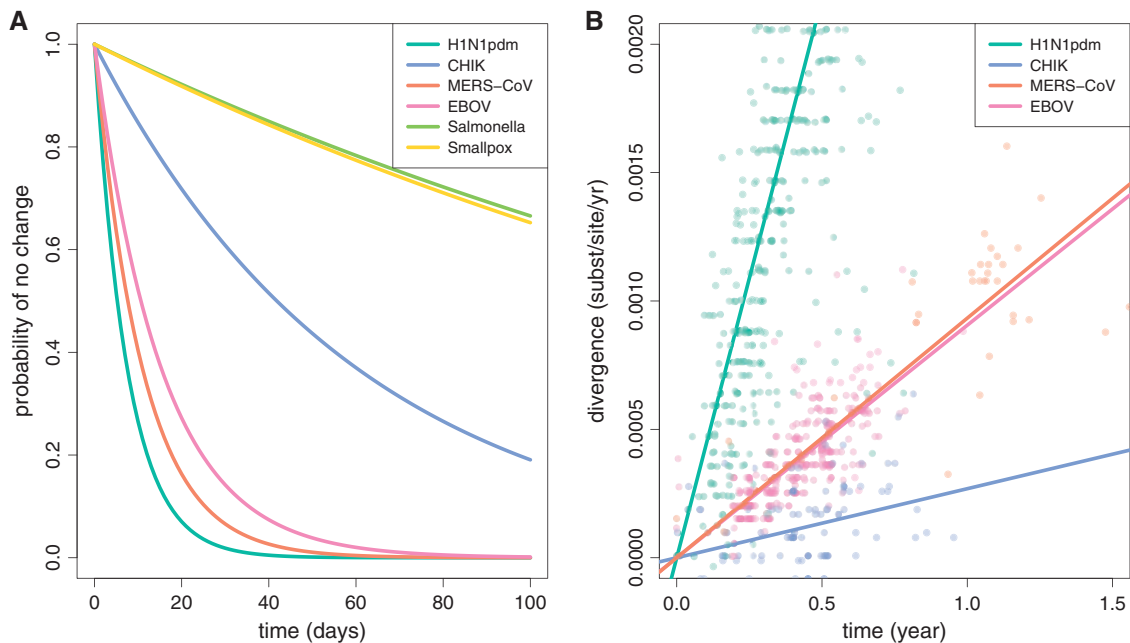 A
probability of no change
1.0
0.8
0.6
0.4
0.2
0.0
H1N1pdm
CHIK
MERS−CoV
EBOV
Salmonella
Smallpox
0 20 40 60 80 100
time (days)
B
divergence (subst/site/yr)
0.0020
0.0015
0.0010
0.0005
0.0000
H1N1pdm
CHIK
MERS−CoV
EBOV
0.0 0.5 1.0 1.5
time (year)